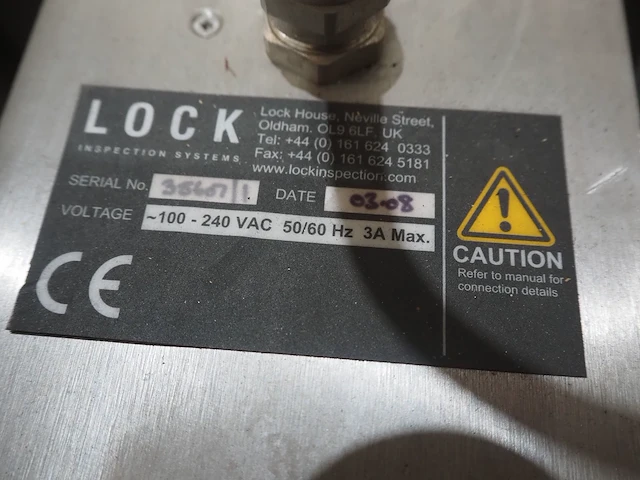 LOCK
INSPECTION SYSTEMS
Lock House, Neville Street,
Oldham. OL9 6LF, UK
Tel: +44 (0) 161 624 0333
Fax: +44 (0) 161 624 5181
www.lockinspection.com
SERIAL No. 35607/1 DATE 03-08
VOLTAGE ~100 - 240 VAC 50/60 Hz 3A Max.
CE
CAUTION
Refer to manual for
connection details